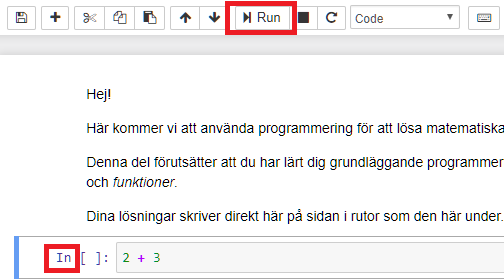 Run Code
Hej!
Här kommer vi att använda programmering för att lösa matematiska
Denna del förutsätter att du har lärt dig grundläggande programmer
och funktioner.
Dina lösningar skriver direkt här på sidan i rutor som den här under.
In [ ]: 2 + 3